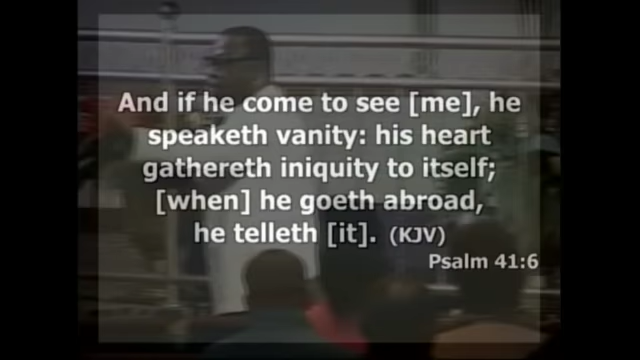 And if he come to see [me], he
speaketh vanity: his heart
gathereth iniquity to itself;
[when] he goeth abroad,
he telleth [it]. (KJV)
Psalm 41:6